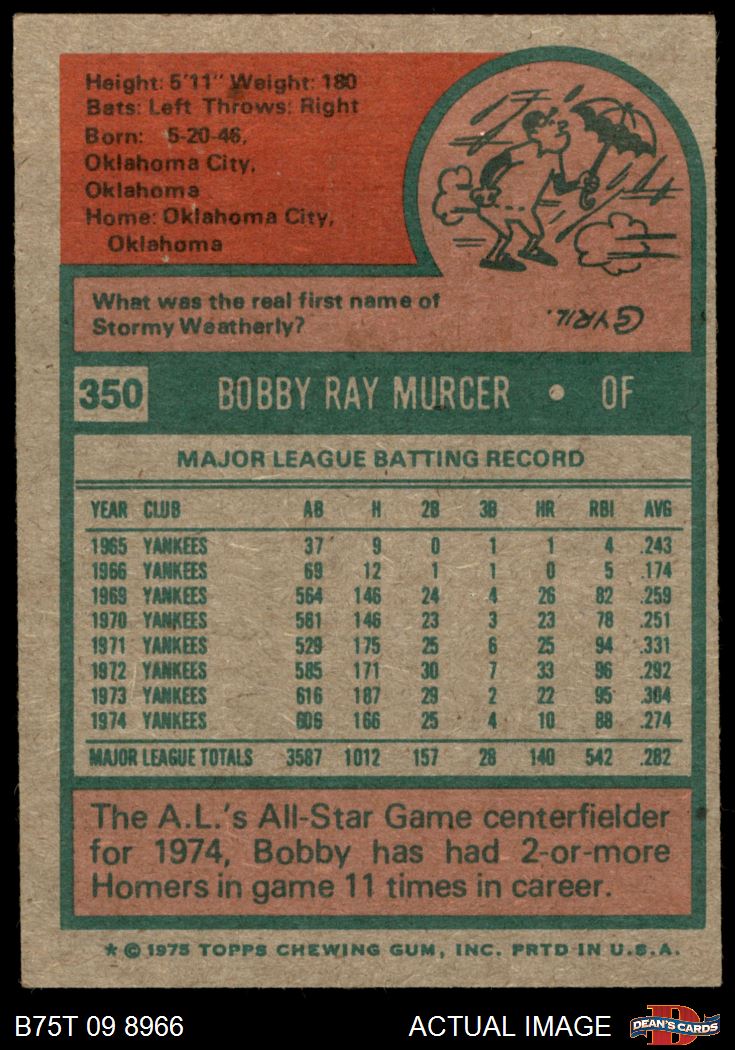 Height: 5'11" Weight: 180
Bats: Left Throws: Right
Born: 5-20-46,
Oklahoma City,
Oklahoma
Home: Oklahoma City,
Oklahoma
What was the real first name of
Stormy Weatherly?
CYRIL.
350 BOBBY RAY MURCER • OF
MAJOR LEAGUE BATTING RECORD
YEAR CLUB AB H 2B 3B HR RBI AVG
1965 YANKEES 37 9 0 1 1 4 .243
1966 YANKEES 69 12 1 1 0 5 .174
1969 YANKEES 564 146 24 4 26 82 .259
1970 YANKEES 581 146 23 3 23 78 .251
1971 YANKEES 529 175 25 6 25 94 .331
1972 YANKEES 585 171 30 7 33 96 .292
1973 YANKEES 616 187 29 2 22 95 .304
1974 YANKEES 606 166 25 4 10 88 .274
MAJOR LEAGUE TOTALS 3587 1012 157 28 140 542 .282
The A.L.'s All-Star Game centerfielder
for 1974, Bobby has had 2-or-more
Homers in game 11 times in career.
* © 1975 TOPPS CHEWING GUM, INC. PRTD IN U.S.A.
B75T 09 8966 ACTUAL IMAGE DEAN'S CARDS